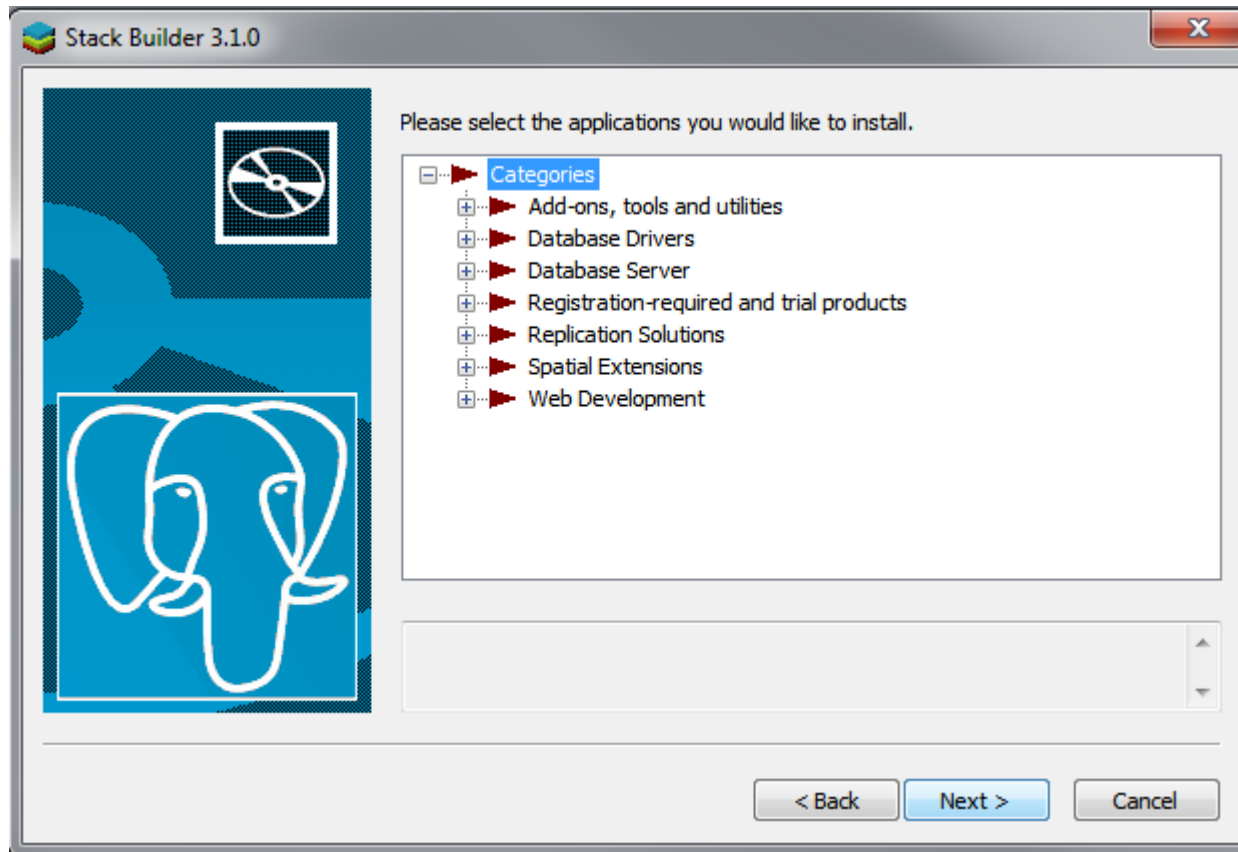 Stack Builder 3.1.0
Please select the applications you would like to install.
Categories
Add-ons, tools and utilities
Database Drivers
Database Server
Registration-required and trial products
Replication Solutions
Spatial Extensions
Web Development
< Back
Next >
Cancel